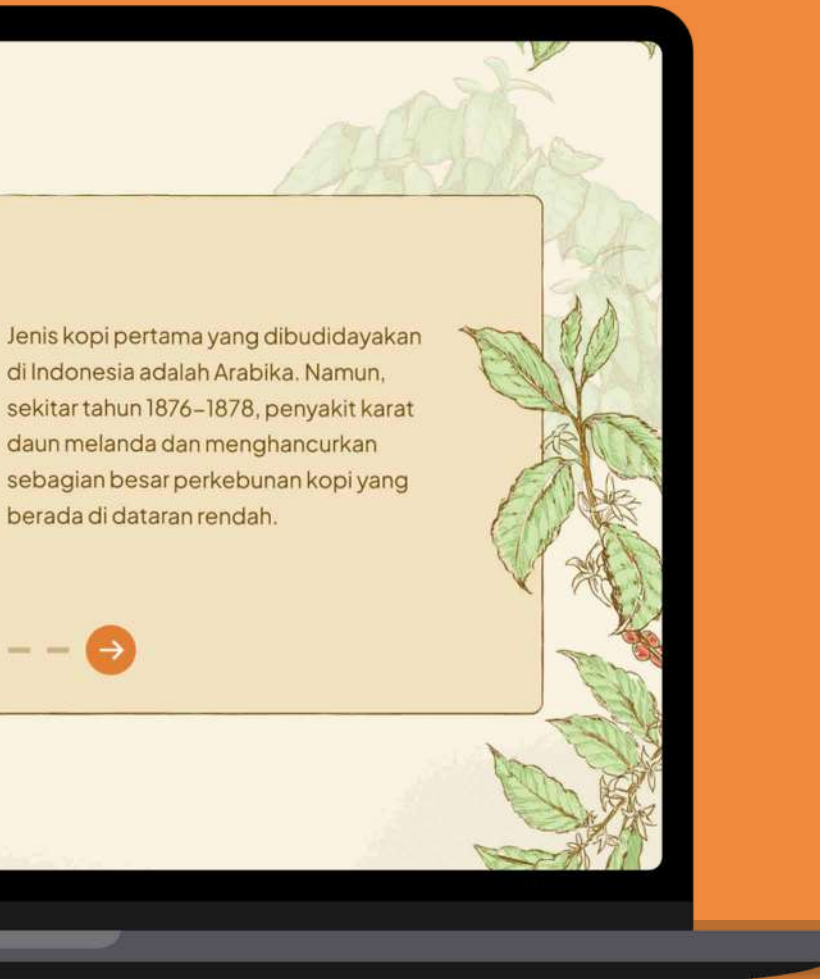 Jenis kopi pertama yang dibudidayakan
di Indonesia adalah Arabika. Namun,
sekitar tahun 1876–1878, penyakit karat
daun melanda dan menghancurkan
sebagian besar perkebunan kopi yang
berada di dataran rendah.